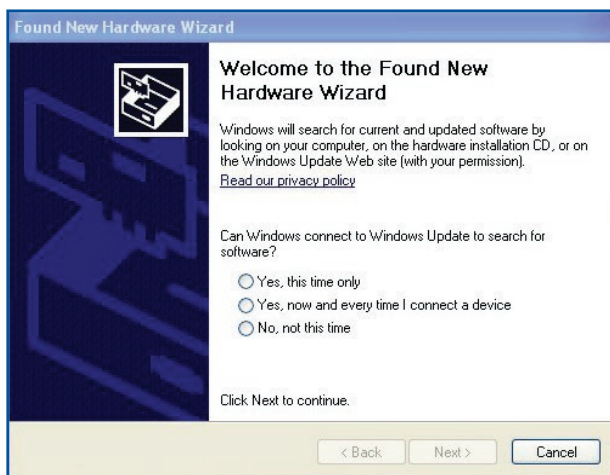 Found New Hardware Wizard
Welcome to the Found New
Hardware Wizard
Windows will search for current and updated software by
looking on your computer, on the hardware installation CD, or on
the Windows Update Web site (with your permission).
Read our privacy policy
Can Windows connect to Windows Update to search for
software?
Yes, this time only
Yes, now and every time I connect a device
No, not this time
Click Next to continue.
< Back Next > Cancel